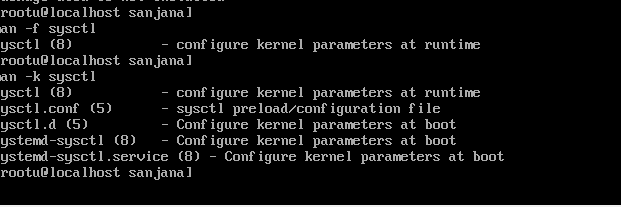 rootu@localhost sanjana]
an -f sysctl
ysctl (8) - configure kernel parameters at runtime
rootu@localhost sanjana]
an -k sysctl
ysctl (8) - configure kernel parameters at runtime
ysctl.conf (5) - sysctl preload/configuration file
ysctl.d (5) - Configure kernel parameters at boot
ystemd-sysctl (8) - Configure kernel parameters at boot
ystemd-sysctl.service (8) - Configure kernel parameters at boot
rootu@localhost sanjana]